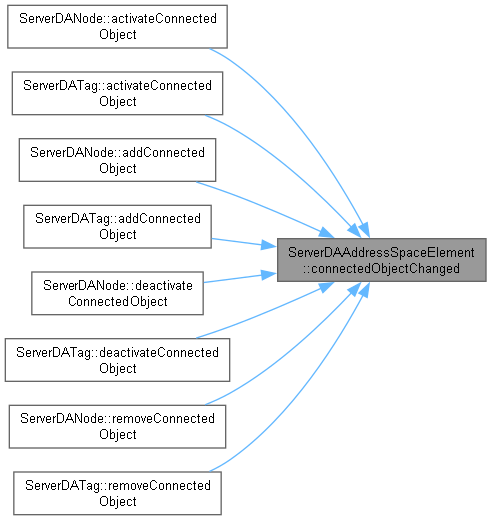 ServerDANode::activateConnected
Object
ServerDATag::activateConnected
Object
ServerDANode::addConnected
Object
ServerDATag::addConnected
Object
ServerDAAddressSpaceElement
::connectedObjectChanged
ServerDANode::deactivate
ConnectedObject
ServerDATag::deactivateConnected
Object
ServerDANode::removeConnected
Object
ServerDATag::removeConnected
Object